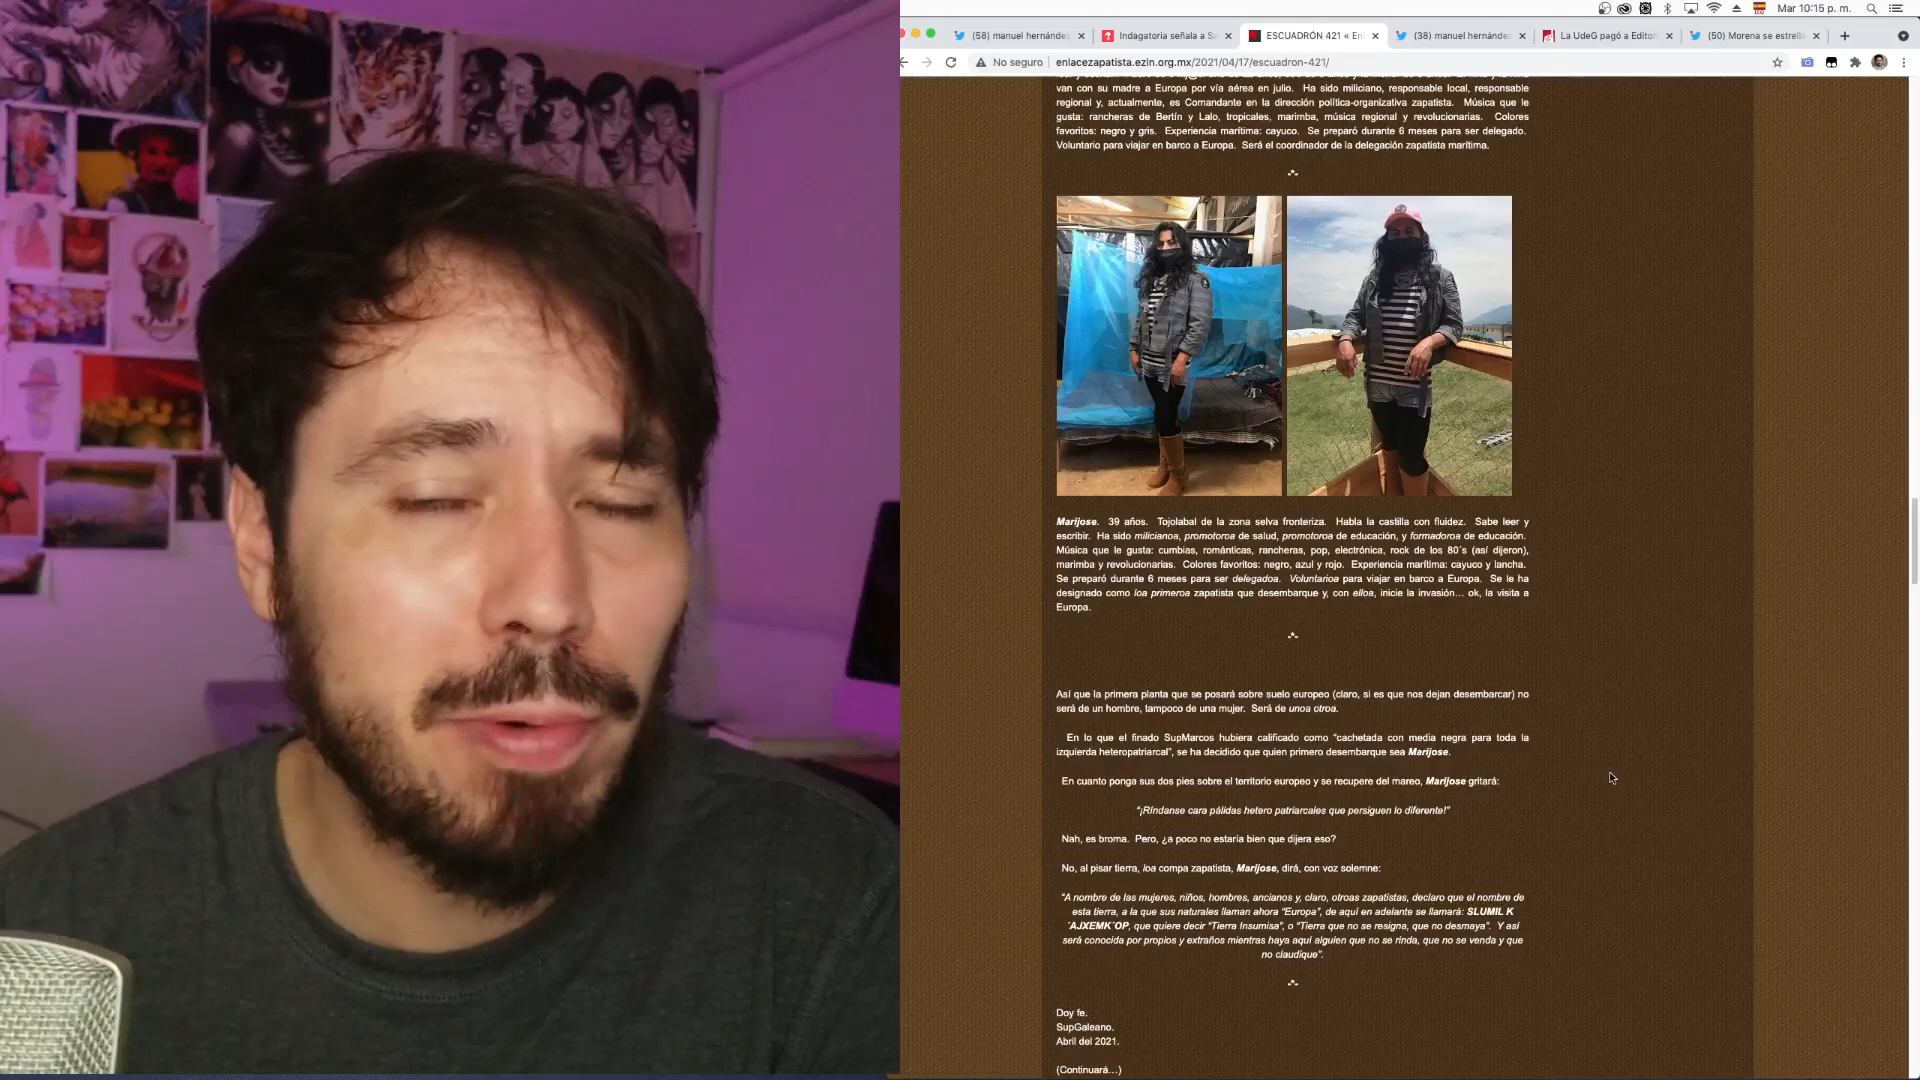 Mar 10:15 p. m.
(58) manuel hernández
Indagatoria señala a S
ESCUADRÓN 421 « En
(38) manuel hernández
La UdeG pagó a Editori
(50) Morena se estrella
No seguro
enlacezapatista.ezln.org.mx/2021/04/17/escuadron-421/
van con su madre a Europa por vía aérea en julio. Ha sido miliciano, responsable local, responsable
regional y, actualmente, es Comandante en la dirección política-organizativa zapatista. Música que le
gusta: rancheras de Bertín y Lalo, tropicales, marimba, música regional y revolucionarias. Colores
favoritos: negro y gris. Experiencia marítima: cayuco. Se preparó durante 6 meses para ser delegado.
Voluntario para viajar en barco a Europa. Será el coordinador de la delegación zapatista marítima.
Marijose. 39 años. Tojolabal de la zona selva fronteriza. Habla la castilla con fluidez. Sabe leer y
escribir. Ha sido milicianoa, promotoroa de salud, promotoroa de educación, y formadoroa de educación.
Música que le gusta: cumbias, románticas, rancheras, pop, electrónica, rock de los 80´s (así dijeron),
marimba y revolucionarias. Colores favoritos: negro, azul y rojo. Experiencia marítima: cayuco y lancha.
Se preparó durante 6 meses para ser delegadoa. Voluntarioa para viajar en barco a Europa. Se le ha
designado como loa primeroa zapatista que desembarque y, con elloa, inicie la invasión… ok, la visita a
Europa.
Así que la primera planta que se posará sobre suelo europeo (claro, si es que nos dejan desembarcar) no
será de un hombre, tampoco de una mujer. Será de unoa otroa.
En lo que el finado SupMarcos hubiera calificado como "cachetada con media negra para toda la
izquierda heteropatriarcal", se ha decidido que quien primero desembarque sea Marijose.
En cuanto ponga sus dos pies sobre el territorio europeo y se recupere del mareo, Marijose gritará:
"¡Ríndanse cara pálidas hetero patriarcales que persiguen lo diferente!"
Nah, es broma. Pero, ¿a poco no estaría bien que dijera eso?
No, al pisar tierra, loa compa zapatista, Marijose, dirá, con voz solemne:
"A nombre de las mujeres, niños, hombres, ancianos y, claro, otroas zapatistas, declaro que el nombre de
esta tierra, a la que sus naturales llaman ahora "Europa", de aquí en adelante se llamará: SLUMIL K
´AJXEMK´OP, que quiere decir "Tierra Insumisa", o "Tierra que no se resigna, que no desmaya". Y así
será conocida por propios y extraños mientras haya aquí alguien que no se rinda, que no se venda y que
no claudique".
Doy fe.
SupGaleano.
Abril del 2021.
(Continuará…)